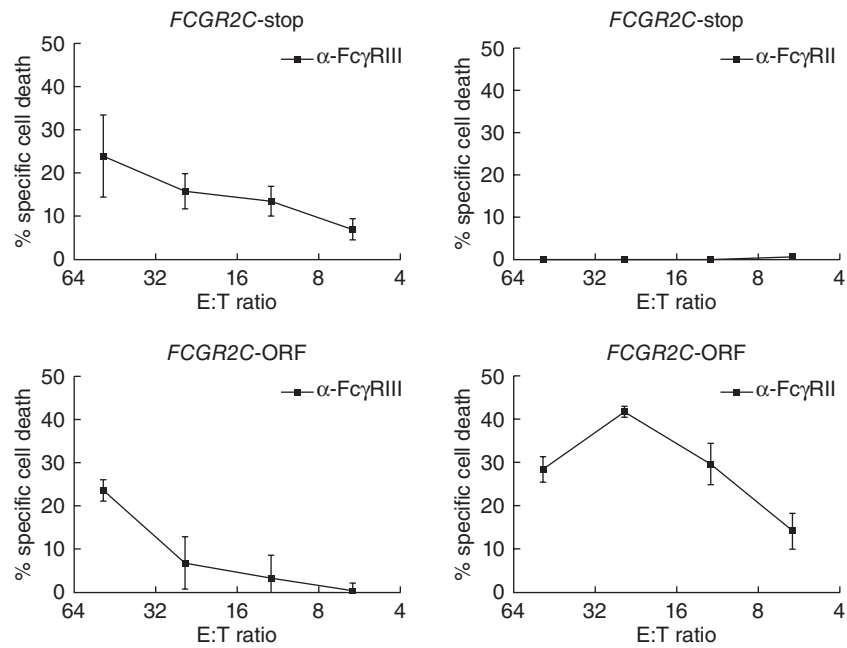 FCGR2C-stop
α-FcγRIII
% specific cell death
50
40
30
20
10
0
64 32 16 8 4
E:T ratio
FCGR2C-stop
α-FcγRII
% specific cell death
50
40
30
20
10
0
64 32 16 8 4
E:T ratio
FCGR2C-ORF
α-FcγRIII
% specific cell death
50
40
30
20
10
0
64 32 16 8 4
E:T ratio
FCGR2C-ORF
α-FcγRII
% specific cell death
50
40
30
20
10
0
64 32 16 8 4
E:T ratio